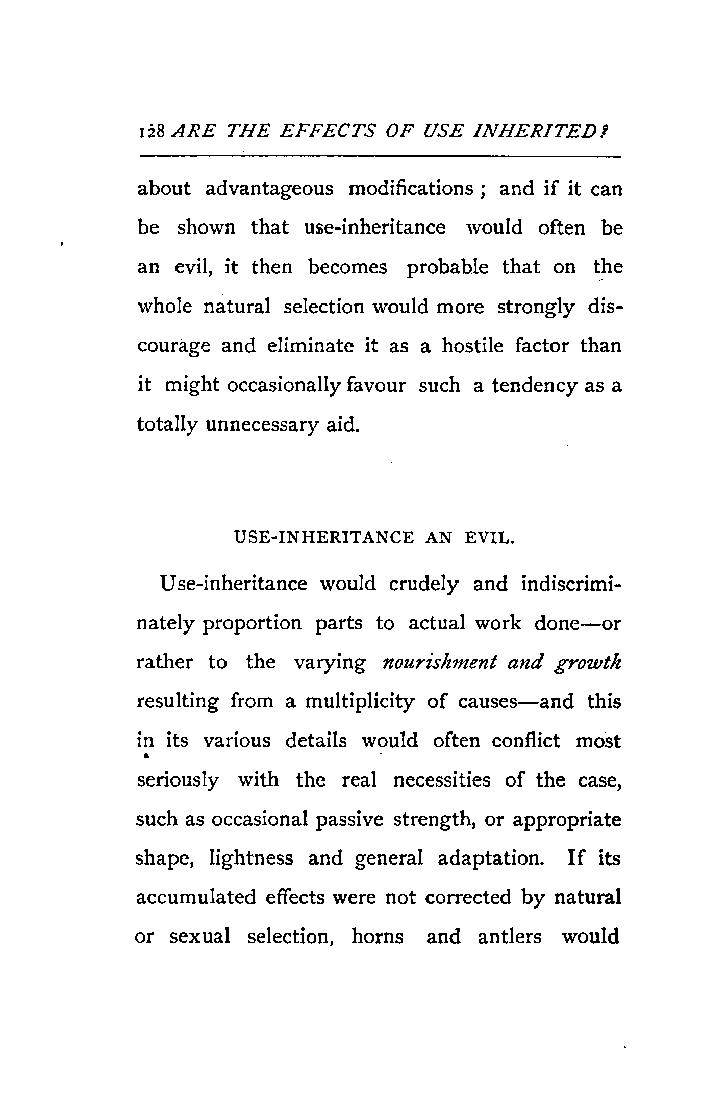 128 ARE THE EFFECTS OF USE INHERITED?
about advantageous modifications ; and if it can
be shown that use-inheritance would often be
an evil, it then becomes probable that on the
whole natural selection would more strongly dis-
courage and eliminate it as a hostile factor than
it might occasionally favour such a tendency as a
totally unnecessary aid.
USE-INHERITANCE AN EVIL.
Use-inheritance would crudely and indiscrimi-
nately proportion parts to actual work done—or
rather to the varying nourishment and growth
resulting from a multiplicity of causes—and this
in its various details would often conflict most
seriously with the real necessities of the case,
such as occasional passive strength, or appropriate
shape, lightness and general adaptation. If its
accumulated effects were not corrected by natural
or sexual selection, horns and antlers would